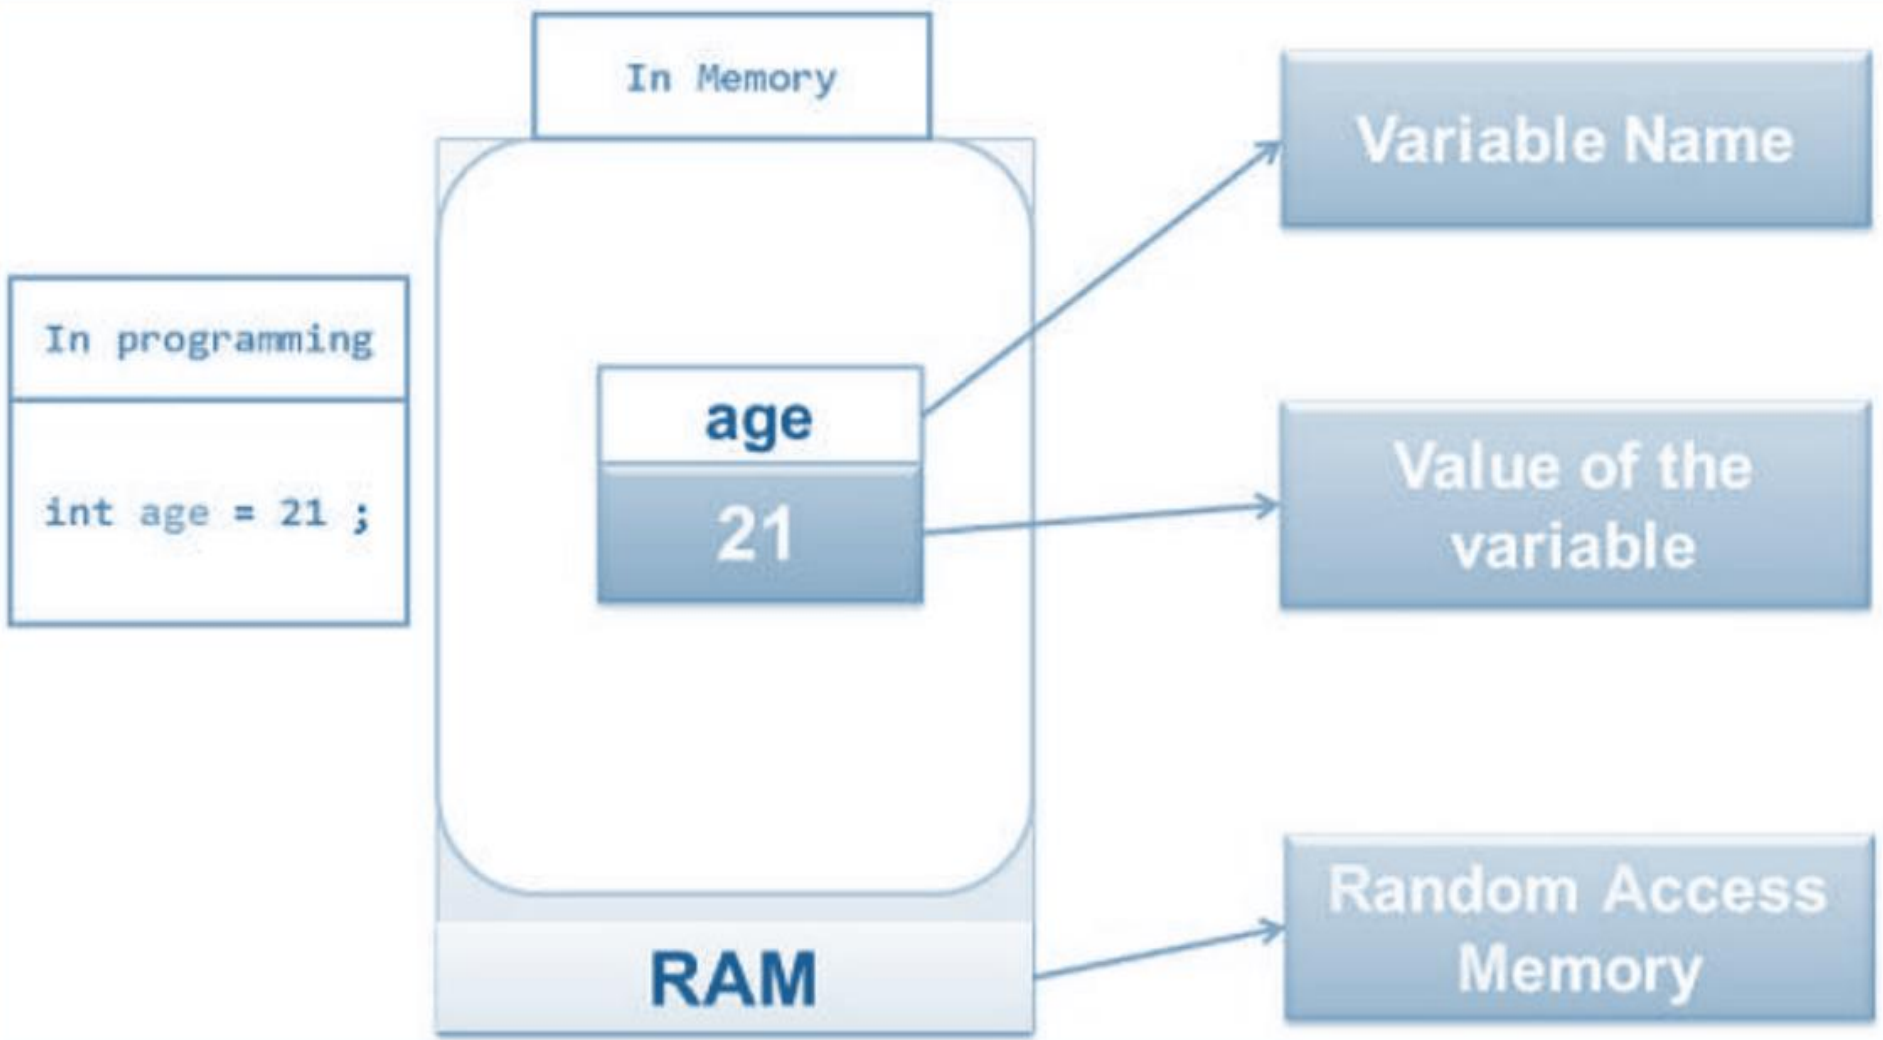 In Memory
Variable Name
In programming
int age = 21 ;
age
21
Value of the
variable
RAM
Random Access
Memory